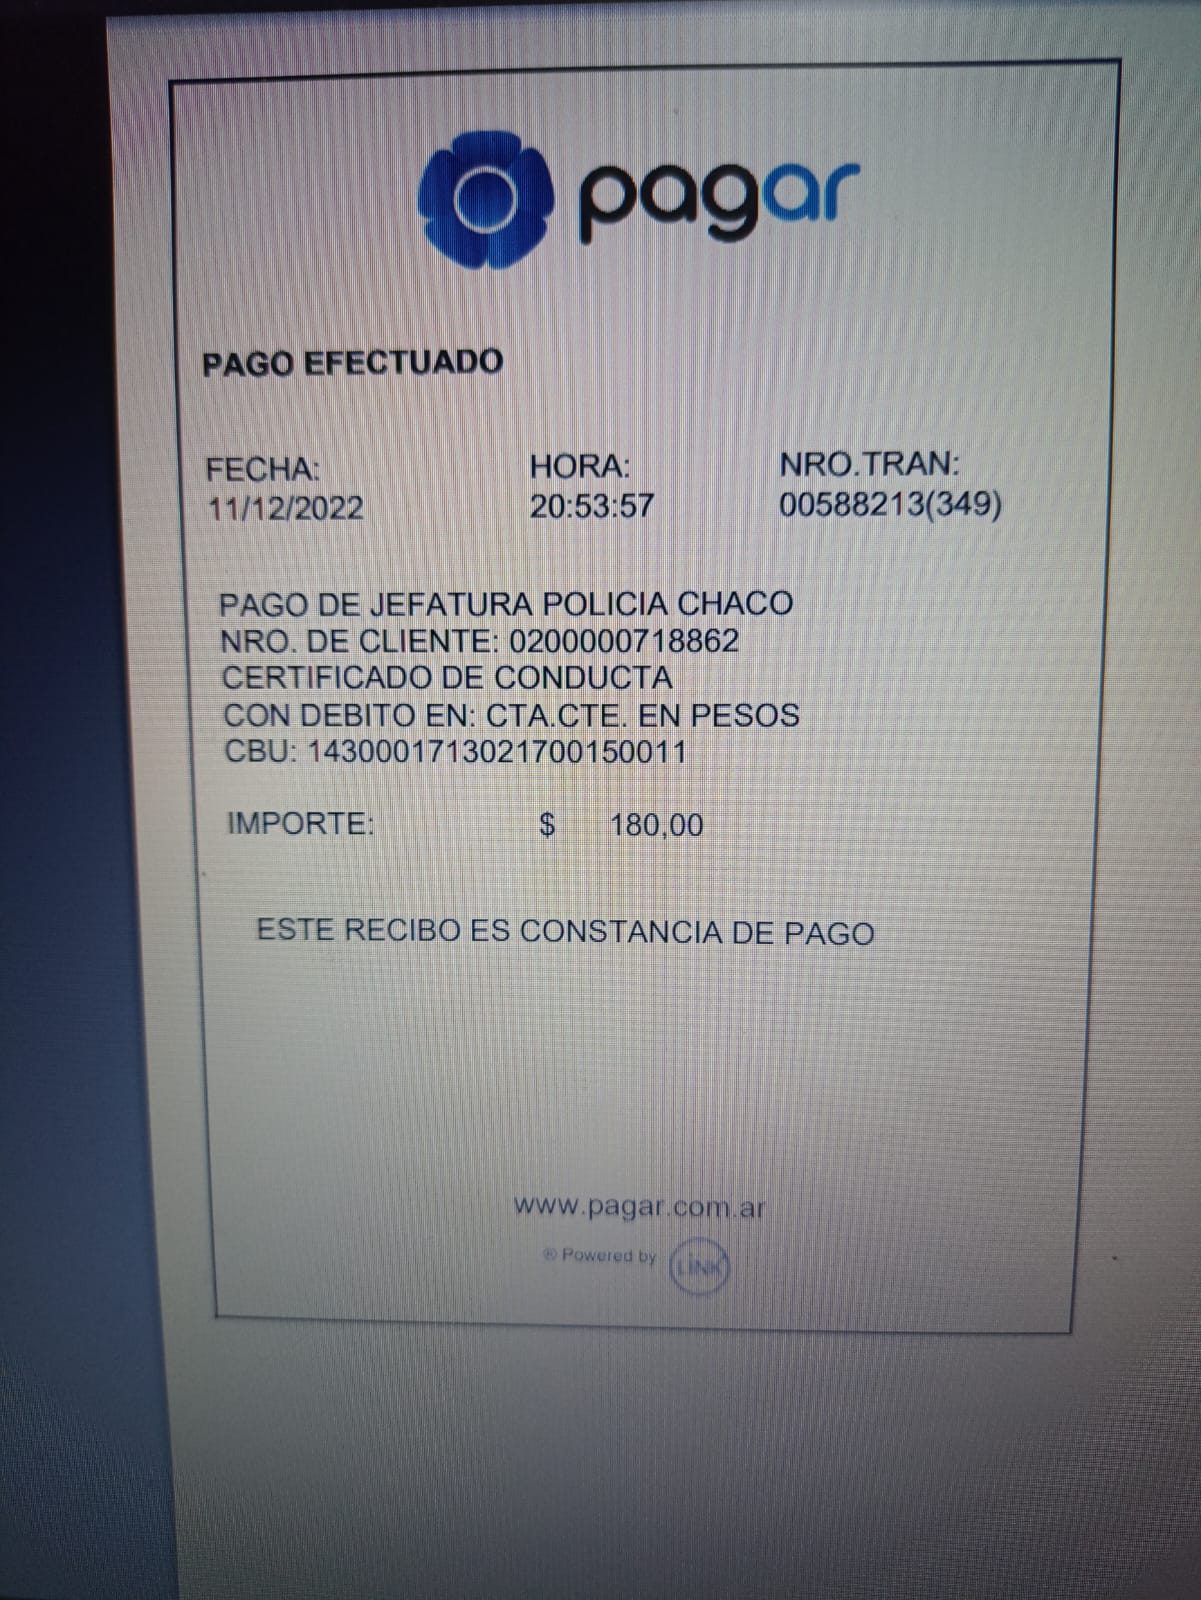 pagar
PAGO EFECTUADO
FECHA: HORA: NRO.TRAN:
11/12/2022 20:53:57 00588213(349)
PAGO DE JEFATURA POLICIA CHACO
NRO. DE CLIENTE: 0200000718862
CERTIFICADO DE CONDUCTA
CON DEBITO EN: CTA.CTE. EN PESOS
CBU: 1430001713021700150011
IMPORTE: $ 180,00
ESTE RECIBO ES CONSTANCIA DE PAGO
www.pagar.com.ar
® Powered by LINK